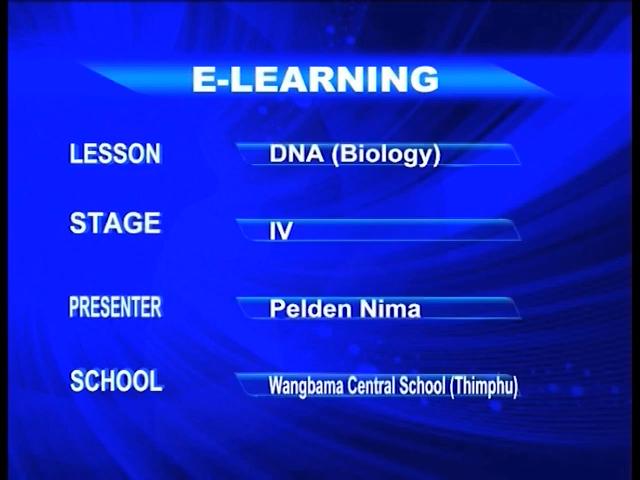 E-LEARNING
LESSON DNA (Biology)
STAGE IV
PRESENTER Pelden Nima
SCHOOL Wangbama Central School (Thimphu)